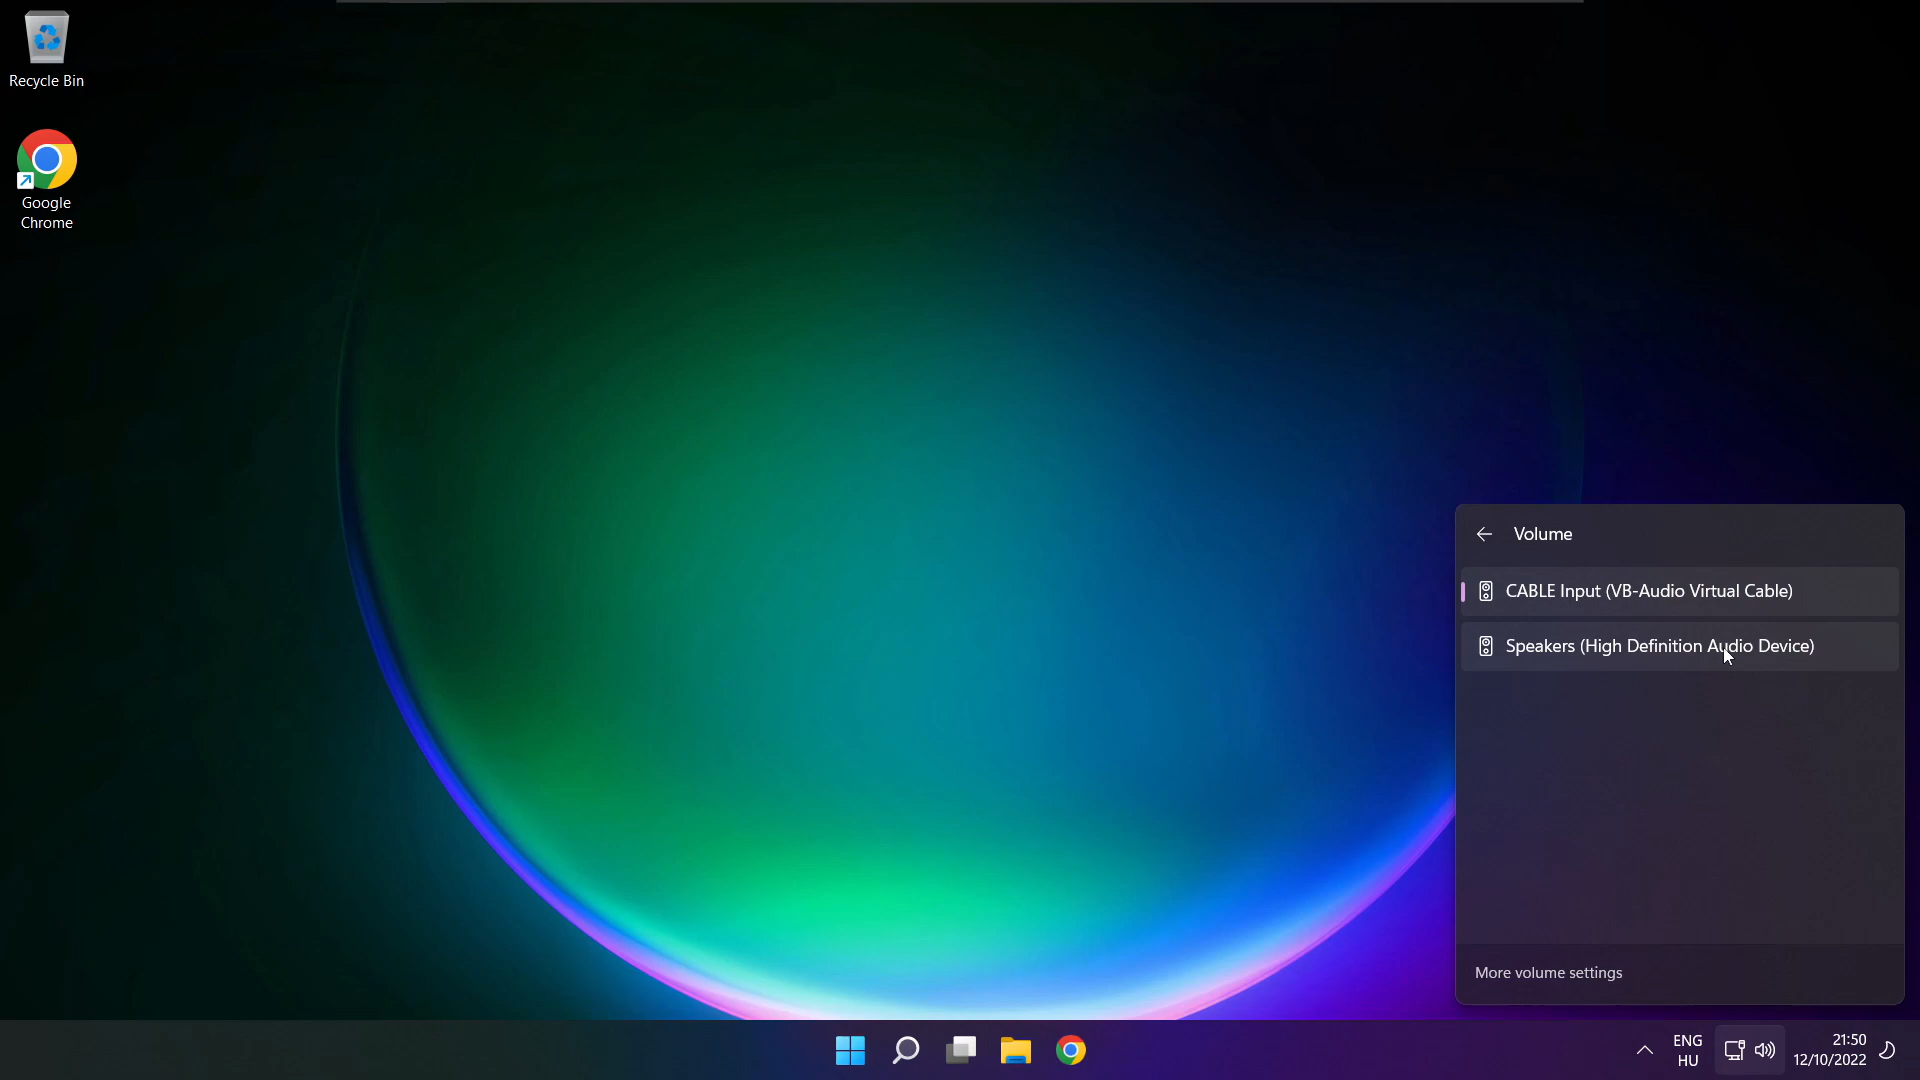 Recycle Bin
Google
Chrome
Volume
CABLE Input (VB-Audio Virtual Cable)
Speakers (High Definition Audio Device)
More volume settings
ENG
HU
21:50
12/10/2022